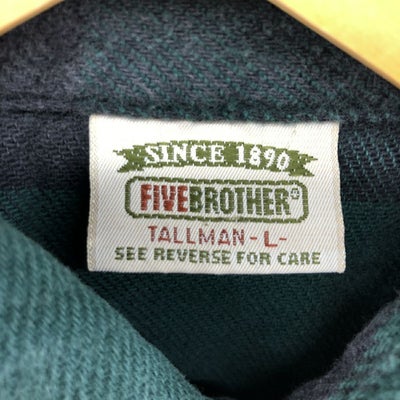 SINCE 1890
FIVEBROTHER®
TALLMAN -L-
SEE REVERSE FOR CARE